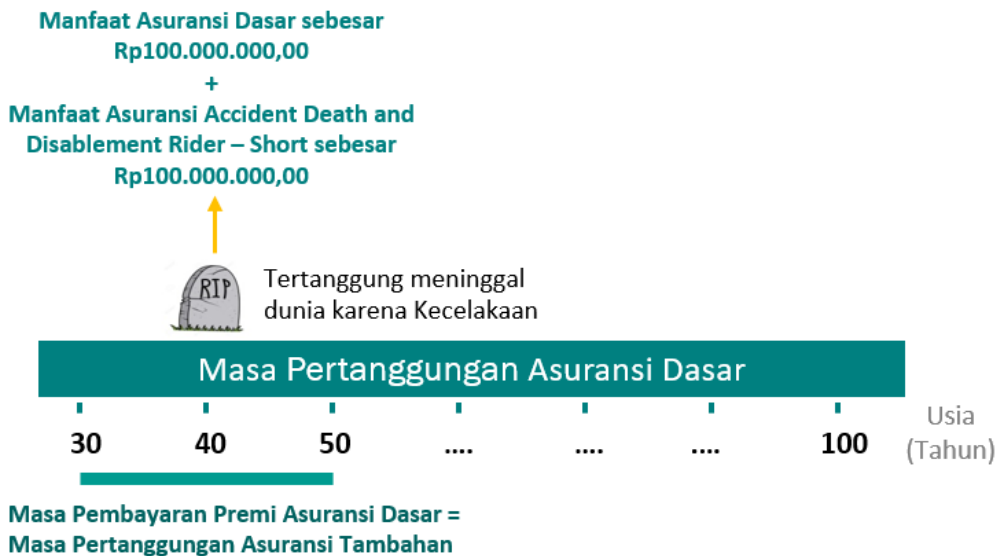 Manfaat Asuransi Dasar sebesar
Rp100.000.000,00
+
Manfaat Asuransi Accident Death and
Disablement Rider – Short sebesar
Rp100.000.000,00
RIP
Tertanggung meninggal
dunia karena Kecelakaan
Masa Pertanggungan Asuransi Dasar
30 40 50 .... .... .... 100
Usia
(Tahun)
Masa Pembayaran Premi Asuransi Dasar =
Masa Pertanggungan Asuransi Tambahan